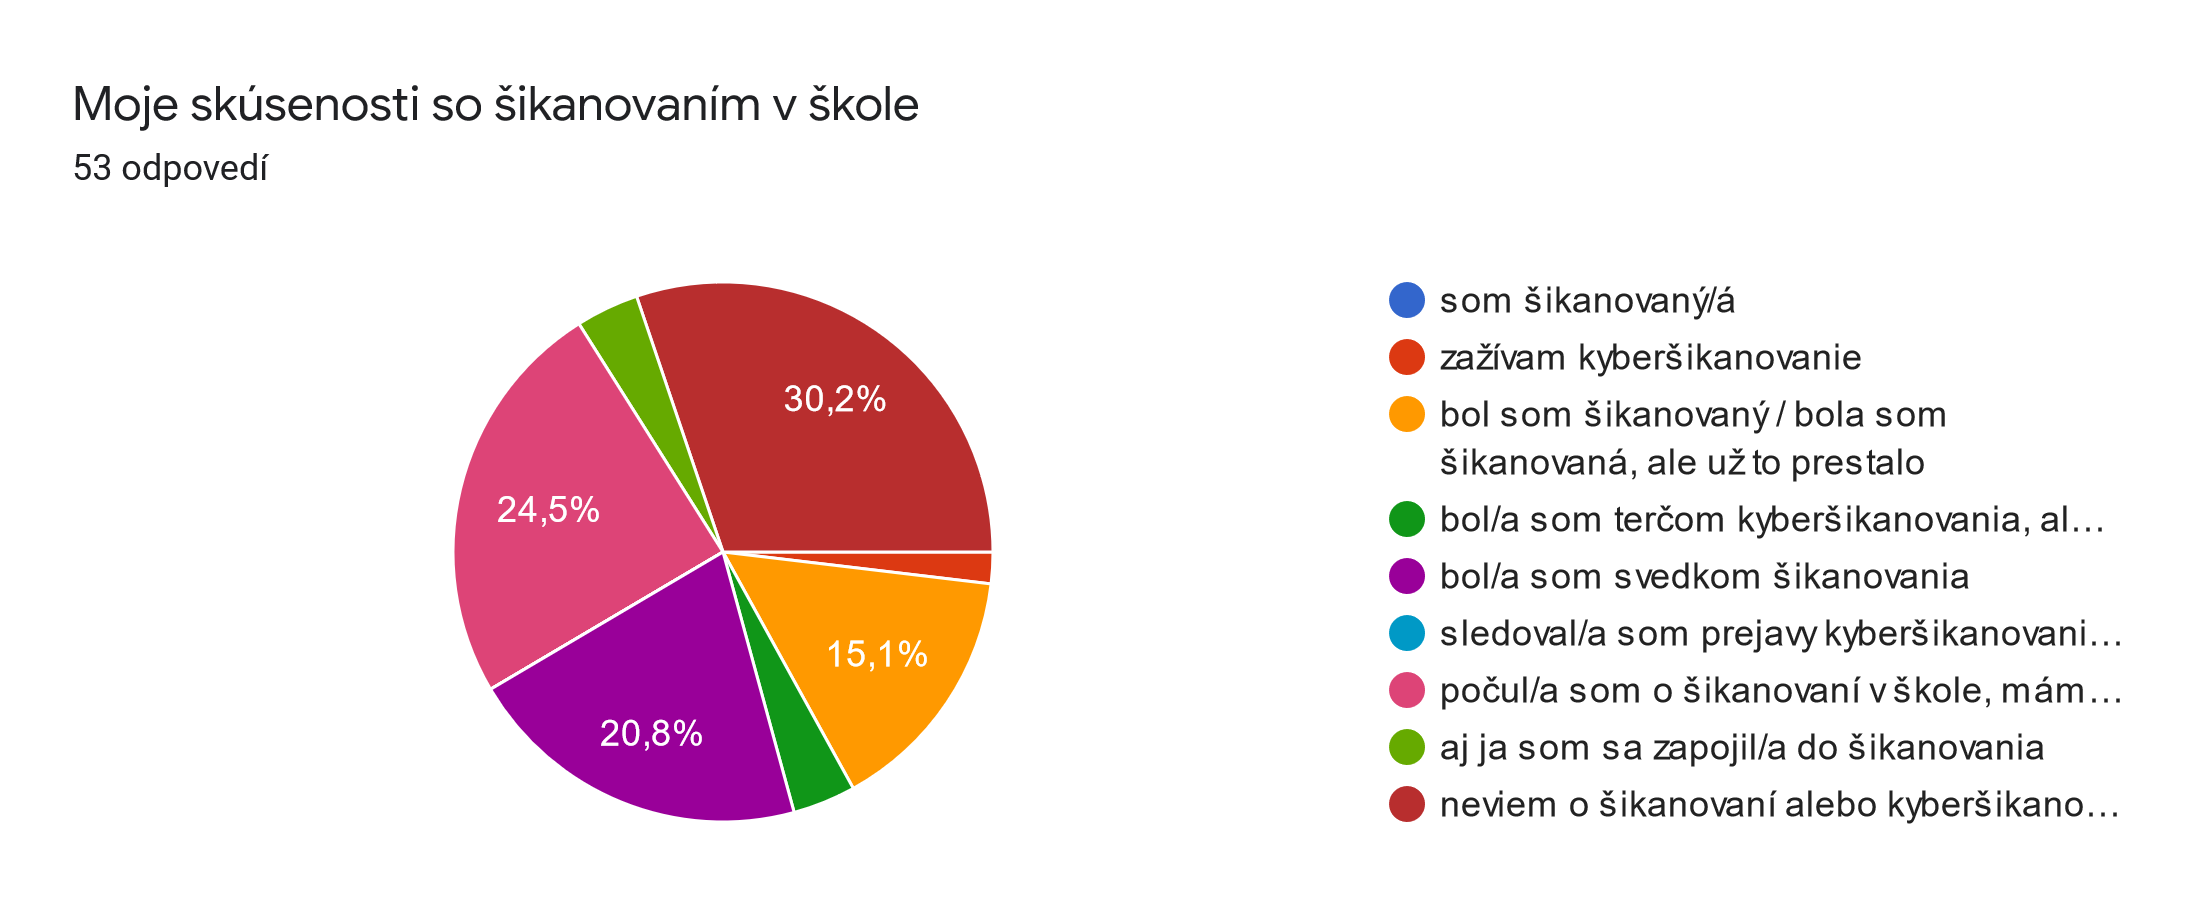 Moje skúsenosti so šikanovaním v škole
53 odpovedí
30,2%
24,5%
15,1%
20,8%
som šikanovaný/á
zažívam kyberšikanovanie
bol som šikanovaný / bola som
šikanovaná, ale už to prestalo
bol/a som terčom kyberšikanovania, al…
bol/a som svedkom šikanovania
sledoval/a som prejavy kyberšikanovani…
počul/a som o šikanovaní v škole, mám…
aj ja som sa zapojil/a do šikanovania
neviem o šikanovaní alebo kyberšikano…